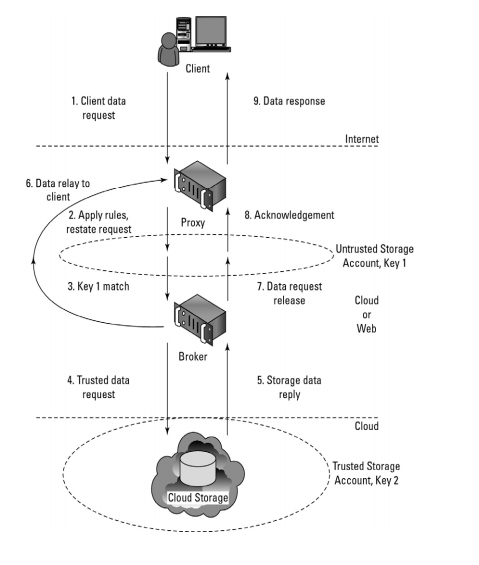 Client
1. Client data
request
9. Data response
Internet
6. Data relay to
client
2. Apply rules,
restate request
Proxy
8. Acknowledgement
Untrusted Storage
Account, Key 1
3. Key 1 match
7. Data request
release
Cloud
or
Web
Broker
4. Trusted data
request
5. Storage data
reply
Cloud
Trusted Storage
Account, Key 2
Cloud Storage